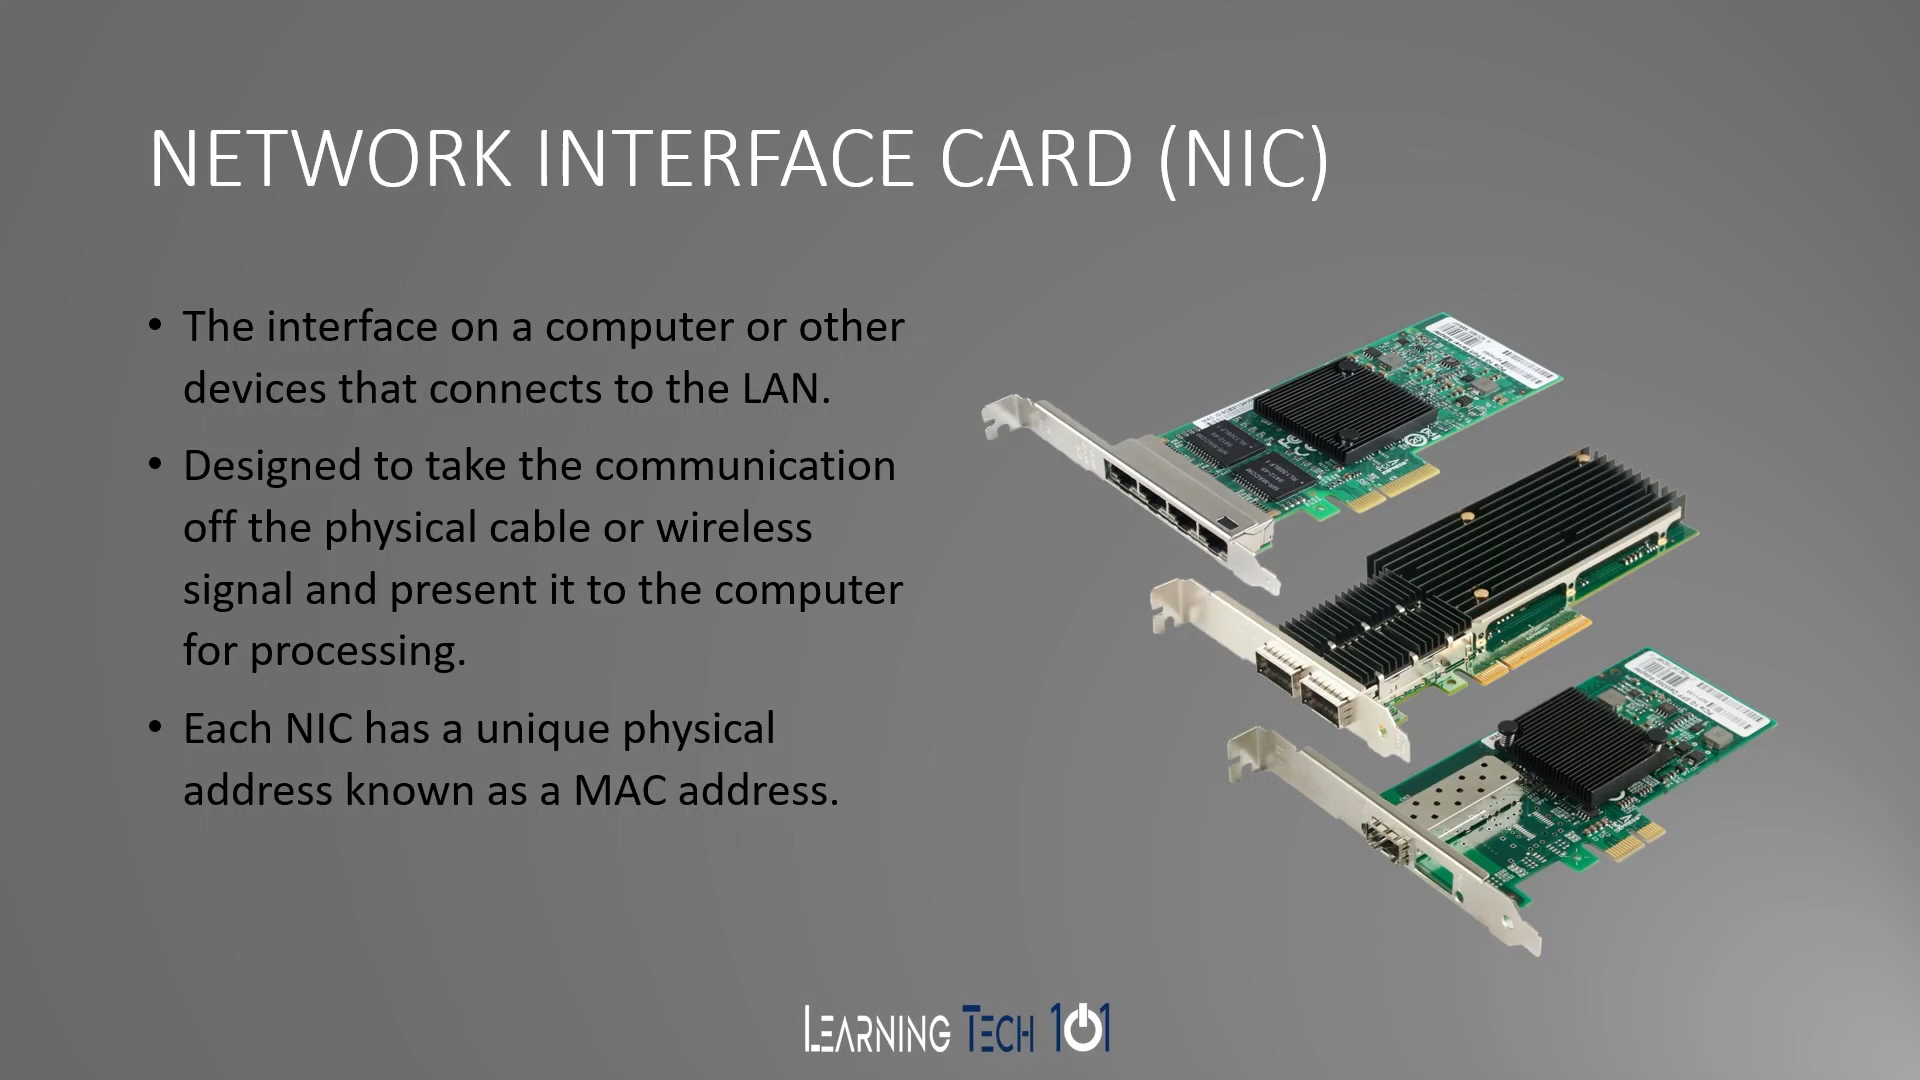 NETWORK INTERFACE CARD (NIC)
• The interface on a computer or other
devices that connects to the LAN.
• Designed to take the communication
off the physical cable or wireless
signal and present it to the computer
for processing.
• Each NIC has a unique physical
address known as a MAC address.
LEARNING TECH 101